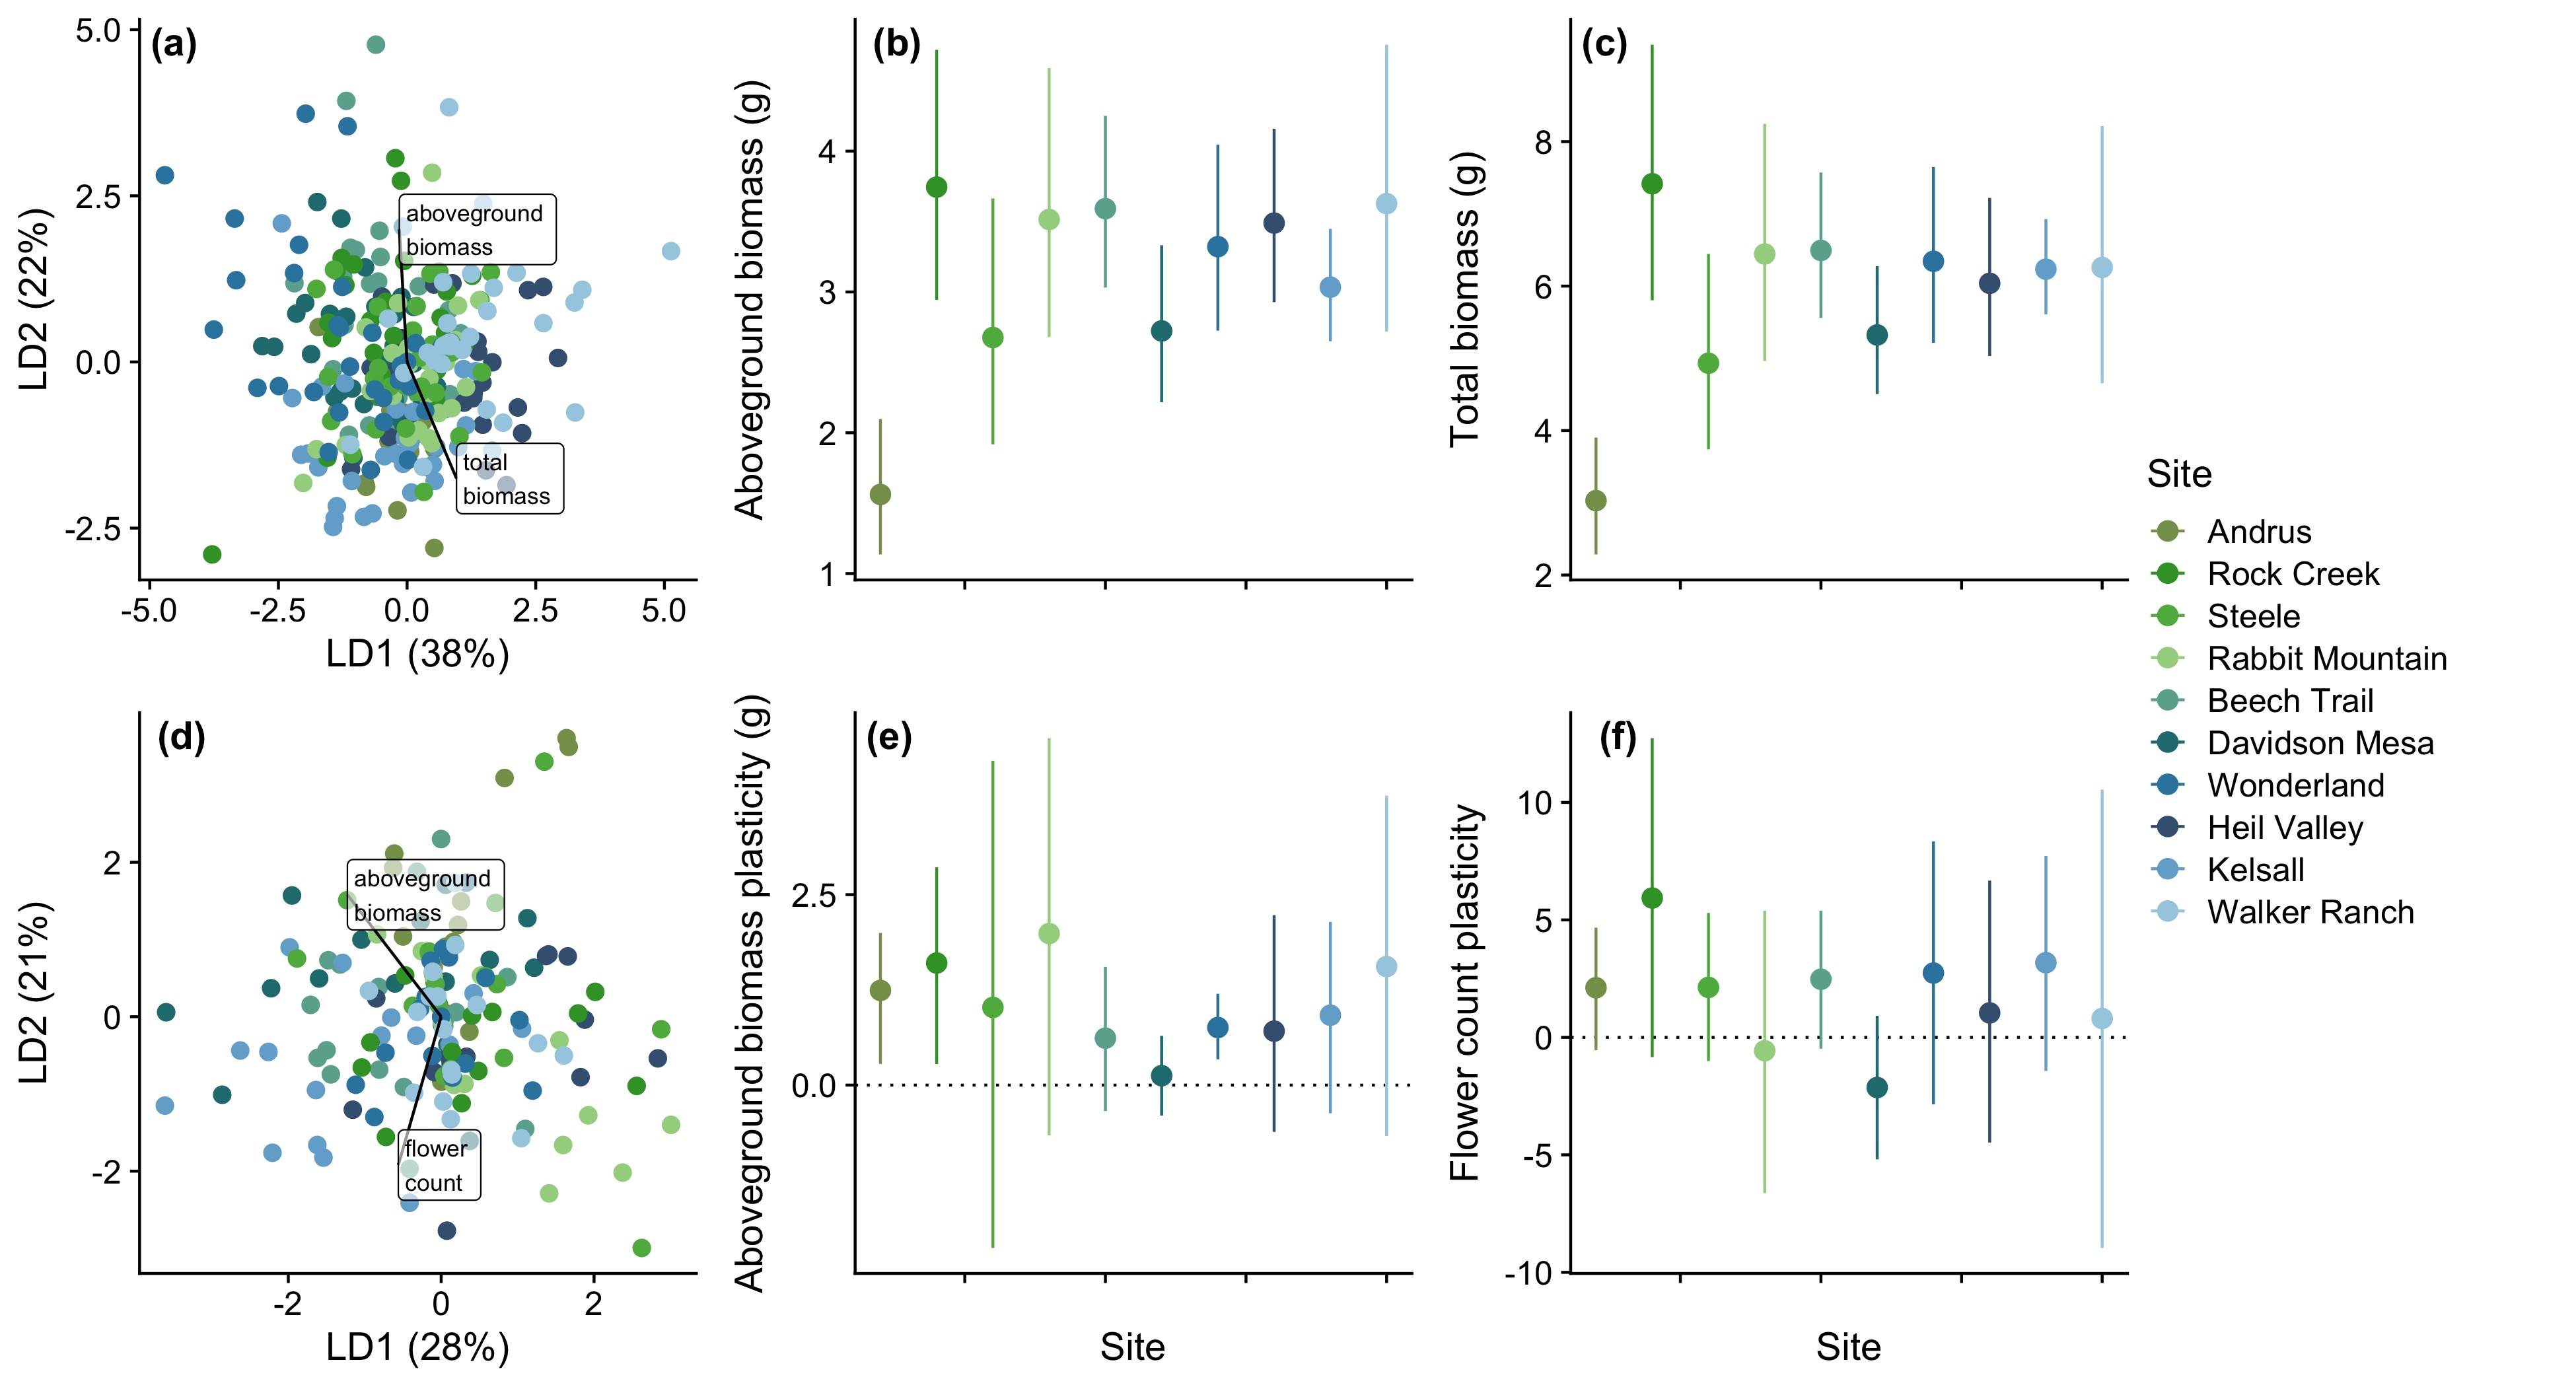 (a)
5.0
2.5
0.0
-2.5
LD2 (22%)
aboveground
biomass
total
biomass
-5.0
-2.5
0.0
2.5
5.0
LD1 (38%)
(b)
Aboveground biomass (g)
4
3
2
1
(c)
Total biomass (g)
8
6
4
2
(d)
LD2 (21%)
2
0
-2
aboveground
biomass
flower
count
-2
0
2
LD1 (28%)
(e)
Aboveground biomass plasticity (g)
2.5
0.0
Site
(f)
Flower count plasticity
10
5
0
-5
-10
Site
Site
Andrus
Rock Creek
Steele
Rabbit Mountain
Beech Trail
Davidson Mesa
Wonderland
Heil Valley
Kelsall
Walker Ranch